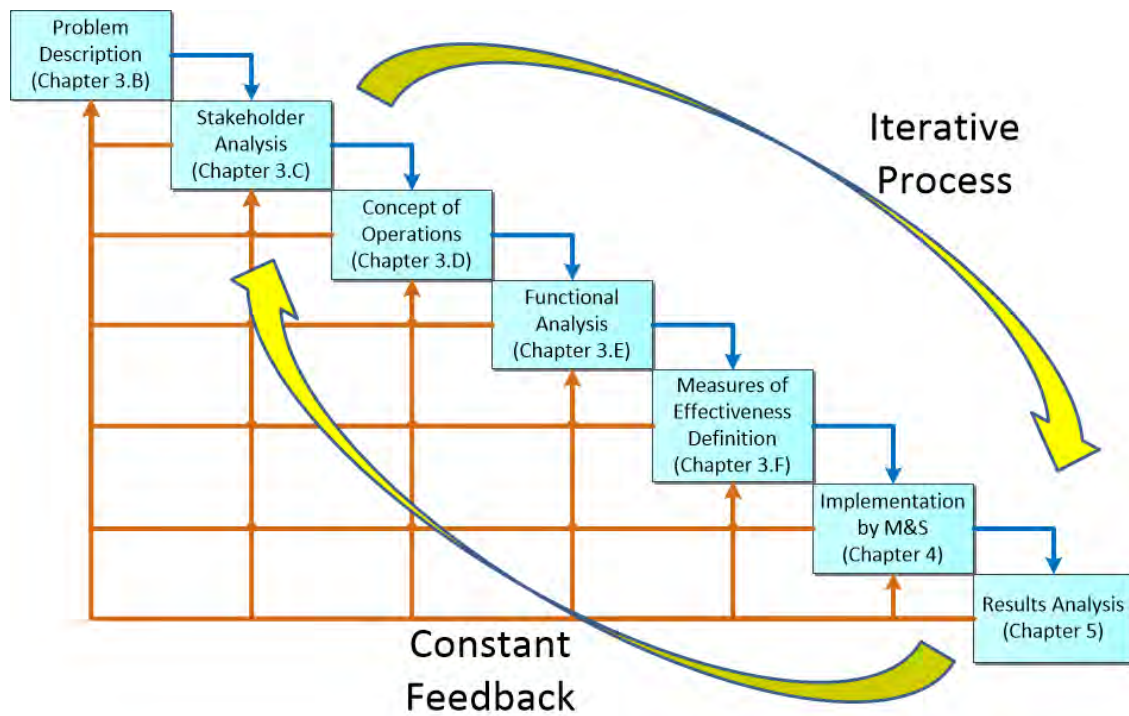 Problem
Description
(Chapter 3.B)
Stakeholder
Analysis
(Chapter 3.C)
Iterative
Process
Concept of
Operations
(Chapter 3.D)
Functional
Analysis
(Chapter 3.E)
Measures of
Effectiveness
Definition
(Chapter 3.F)
Implementation
by M&S
(Chapter 4)
Results Analysis
(Chapter 5)
Constant
Feedback